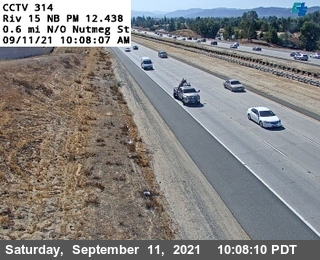 CCTV 314
Riv 15 NB PM 12.438
0.6 mi N/O Nutmeg St
09/11/21 10:08:07 AM
Saturday, September 11, 2021 10:08:10 PDT